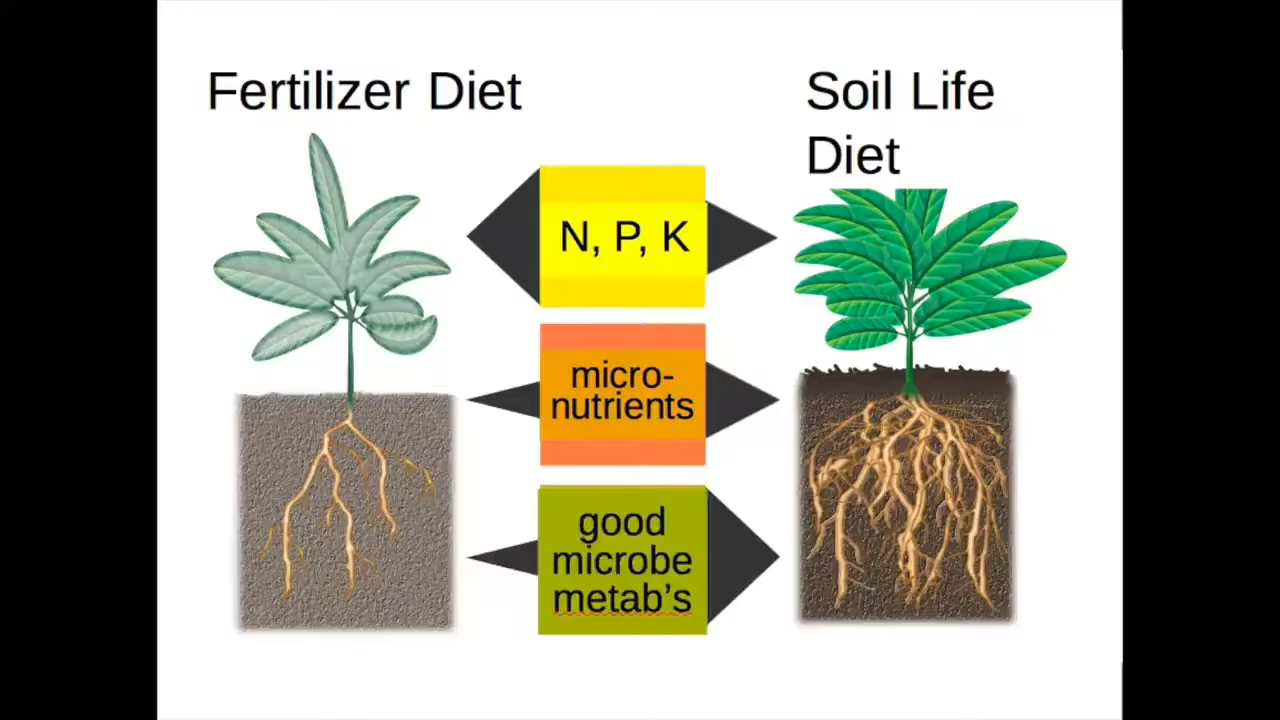 Fertilizer Diet
Soil Life
Diet
N, P, K
micro-
nutrients
good
microbe
metab’s